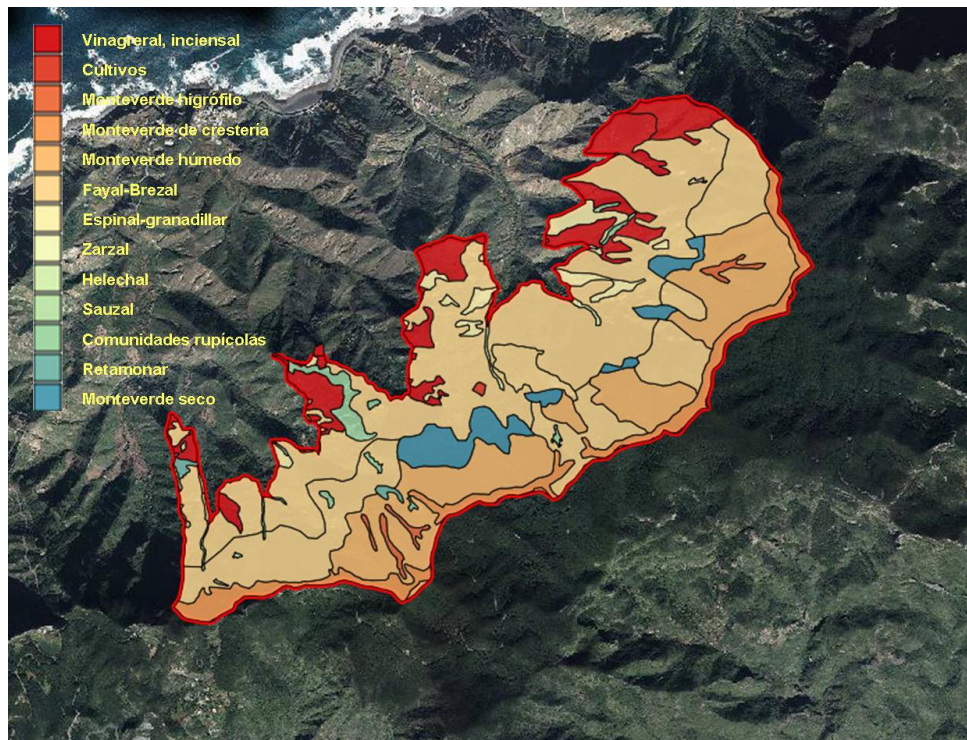 Vinagreral, inciensal
Cultivos
Monteverde higrófilo
Monteverde de crestería
Monteverde húmedo
Fayal-Brezal
Espinal-granadillar
Zarzal
Helechal
Sauzal
Comunidades rupícolas
Retamonar
Monteverde seco